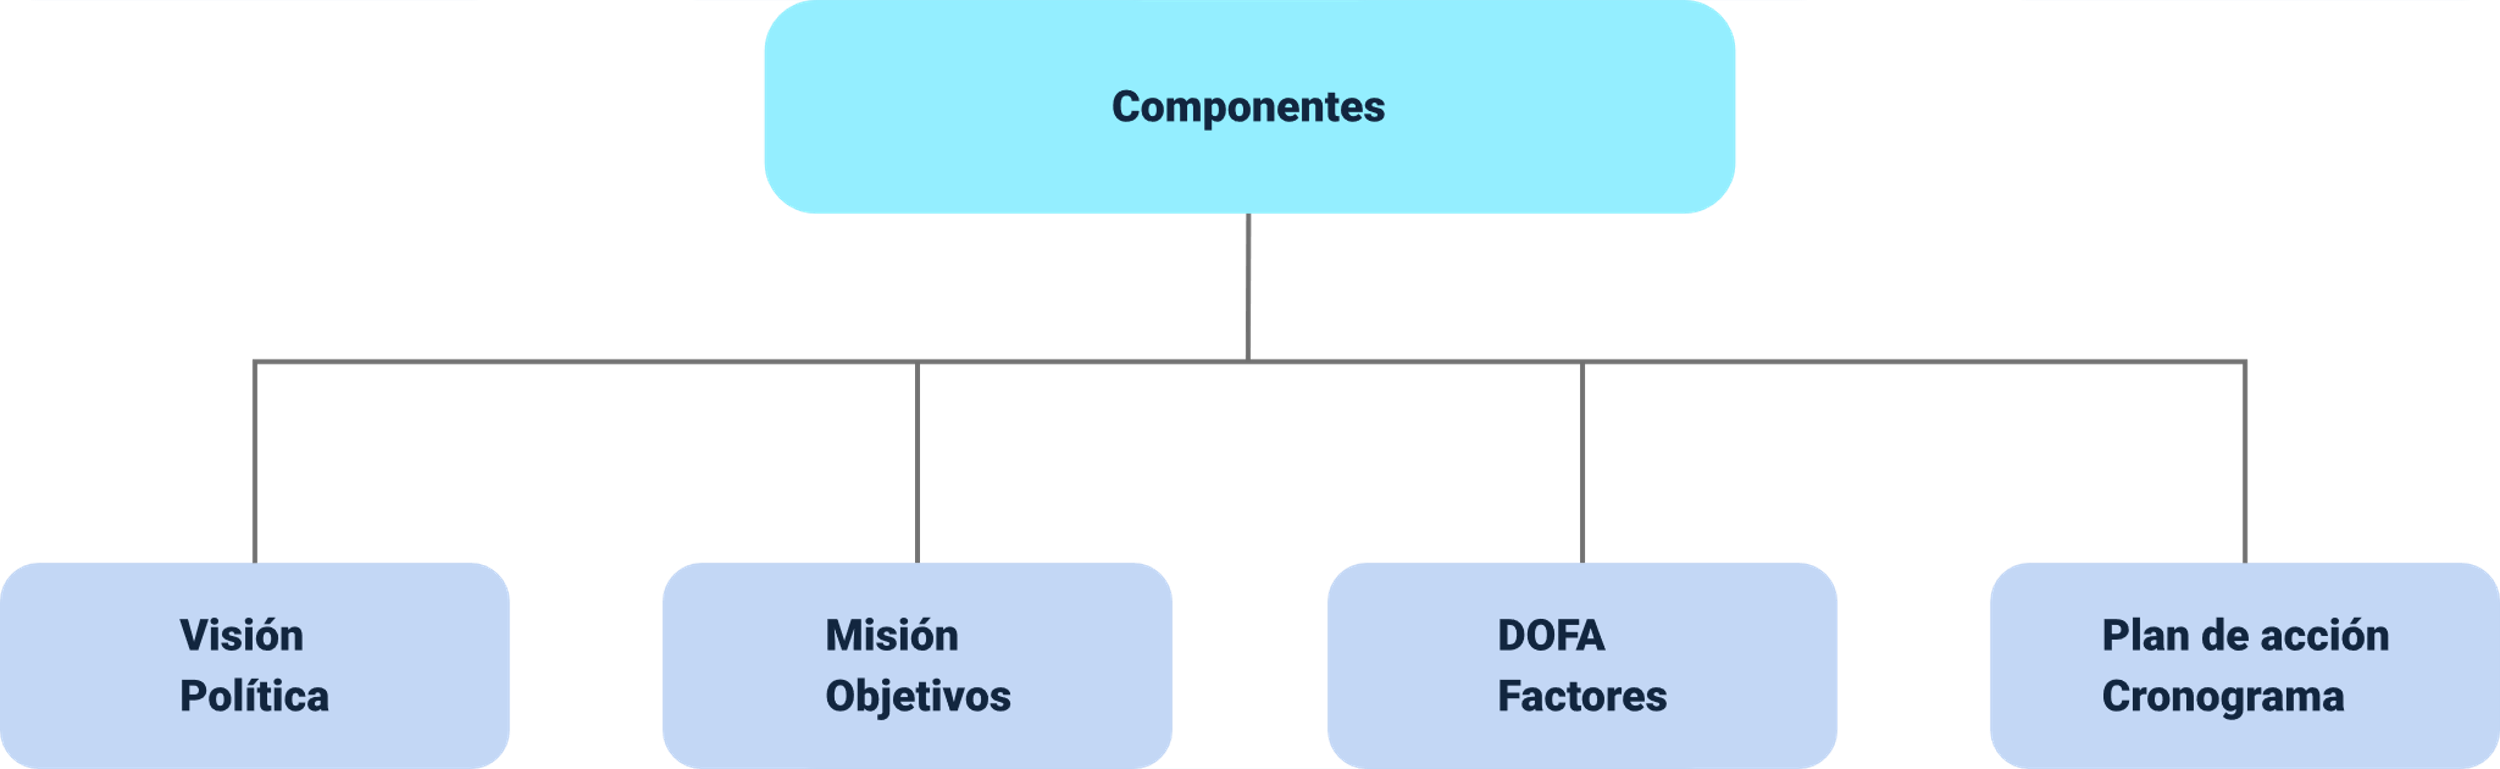 Componentes
Visión
Política
Misión
Objetivos
DOFA
Factores
Plan de acción
Cronograma